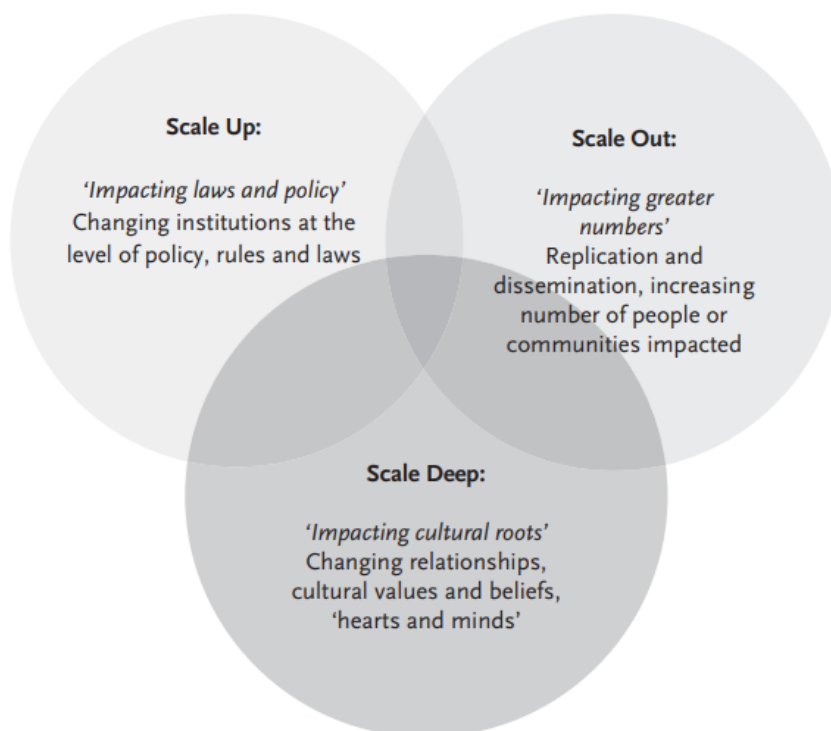 Scale Up:
‘Impacting laws and policy’
Changing institutions at the
level of policy, rules and laws
Scale Out:
‘Impacting greater
numbers’
Replication and
dissemination, increasing
number of people or
communities impacted
Scale Deep:
‘Impacting cultural roots’
Changing relationships,
cultural values and beliefs,
‘hearts and minds’